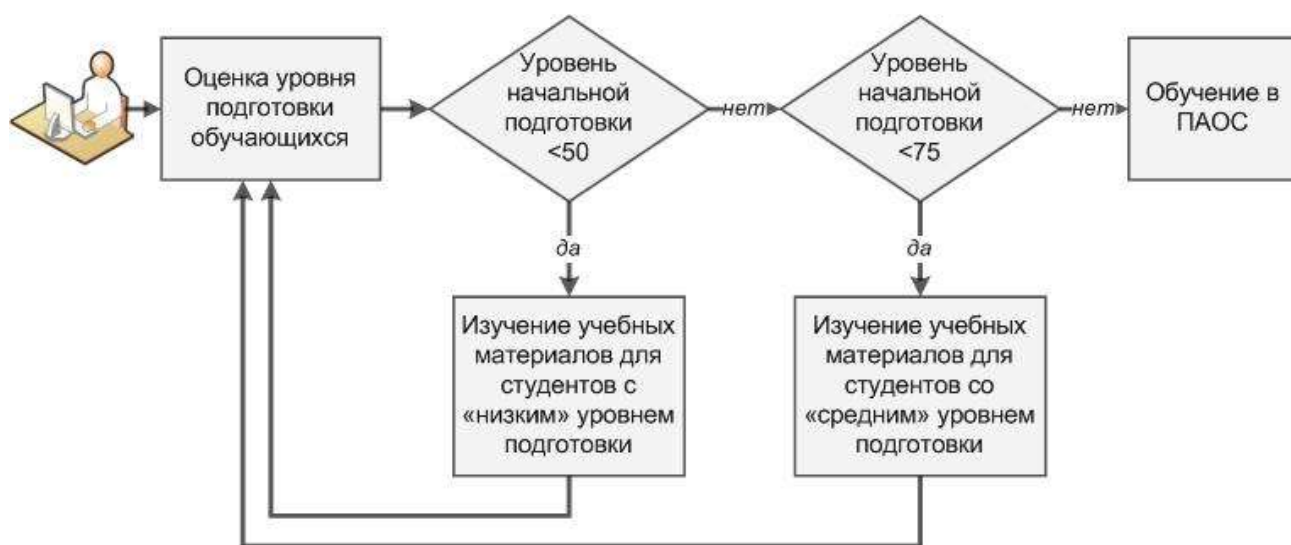 Оценка уровня
подготовки
обучающихся
Уровень
начальной
подготовки
<50
нет
Уровень
начальной
подготовки
<75
нет
Обучение в
ПАОС
да
да
Изучение учебных
материалов для
студентов с
«низким» уровнем
подготовки
Изучение учебных
материалов для
студентов со
«средним» уровнем
подготовки